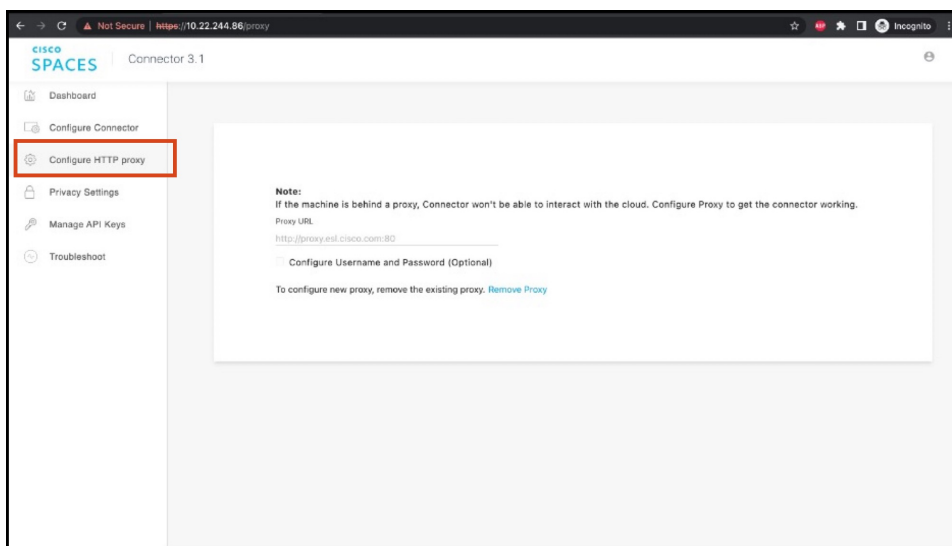 Not Secure | https://10.22.244.86/proxy
Incognito
CISCO
SPACES
Connector 3.1
Dashboard
Configure Connector
Configure HTTP proxy
Privacy Settings
Manage API Keys
Troubleshoot
Note:
If the machine is behind a proxy, Connector won't be able to interact with the cloud. Configure Proxy to get the connector working.
Proxy URL
http://proxy.esl.cisco.com:80
Configure Username and Password (Optional)
To configure new proxy, remove the existing proxy. Remove Proxy